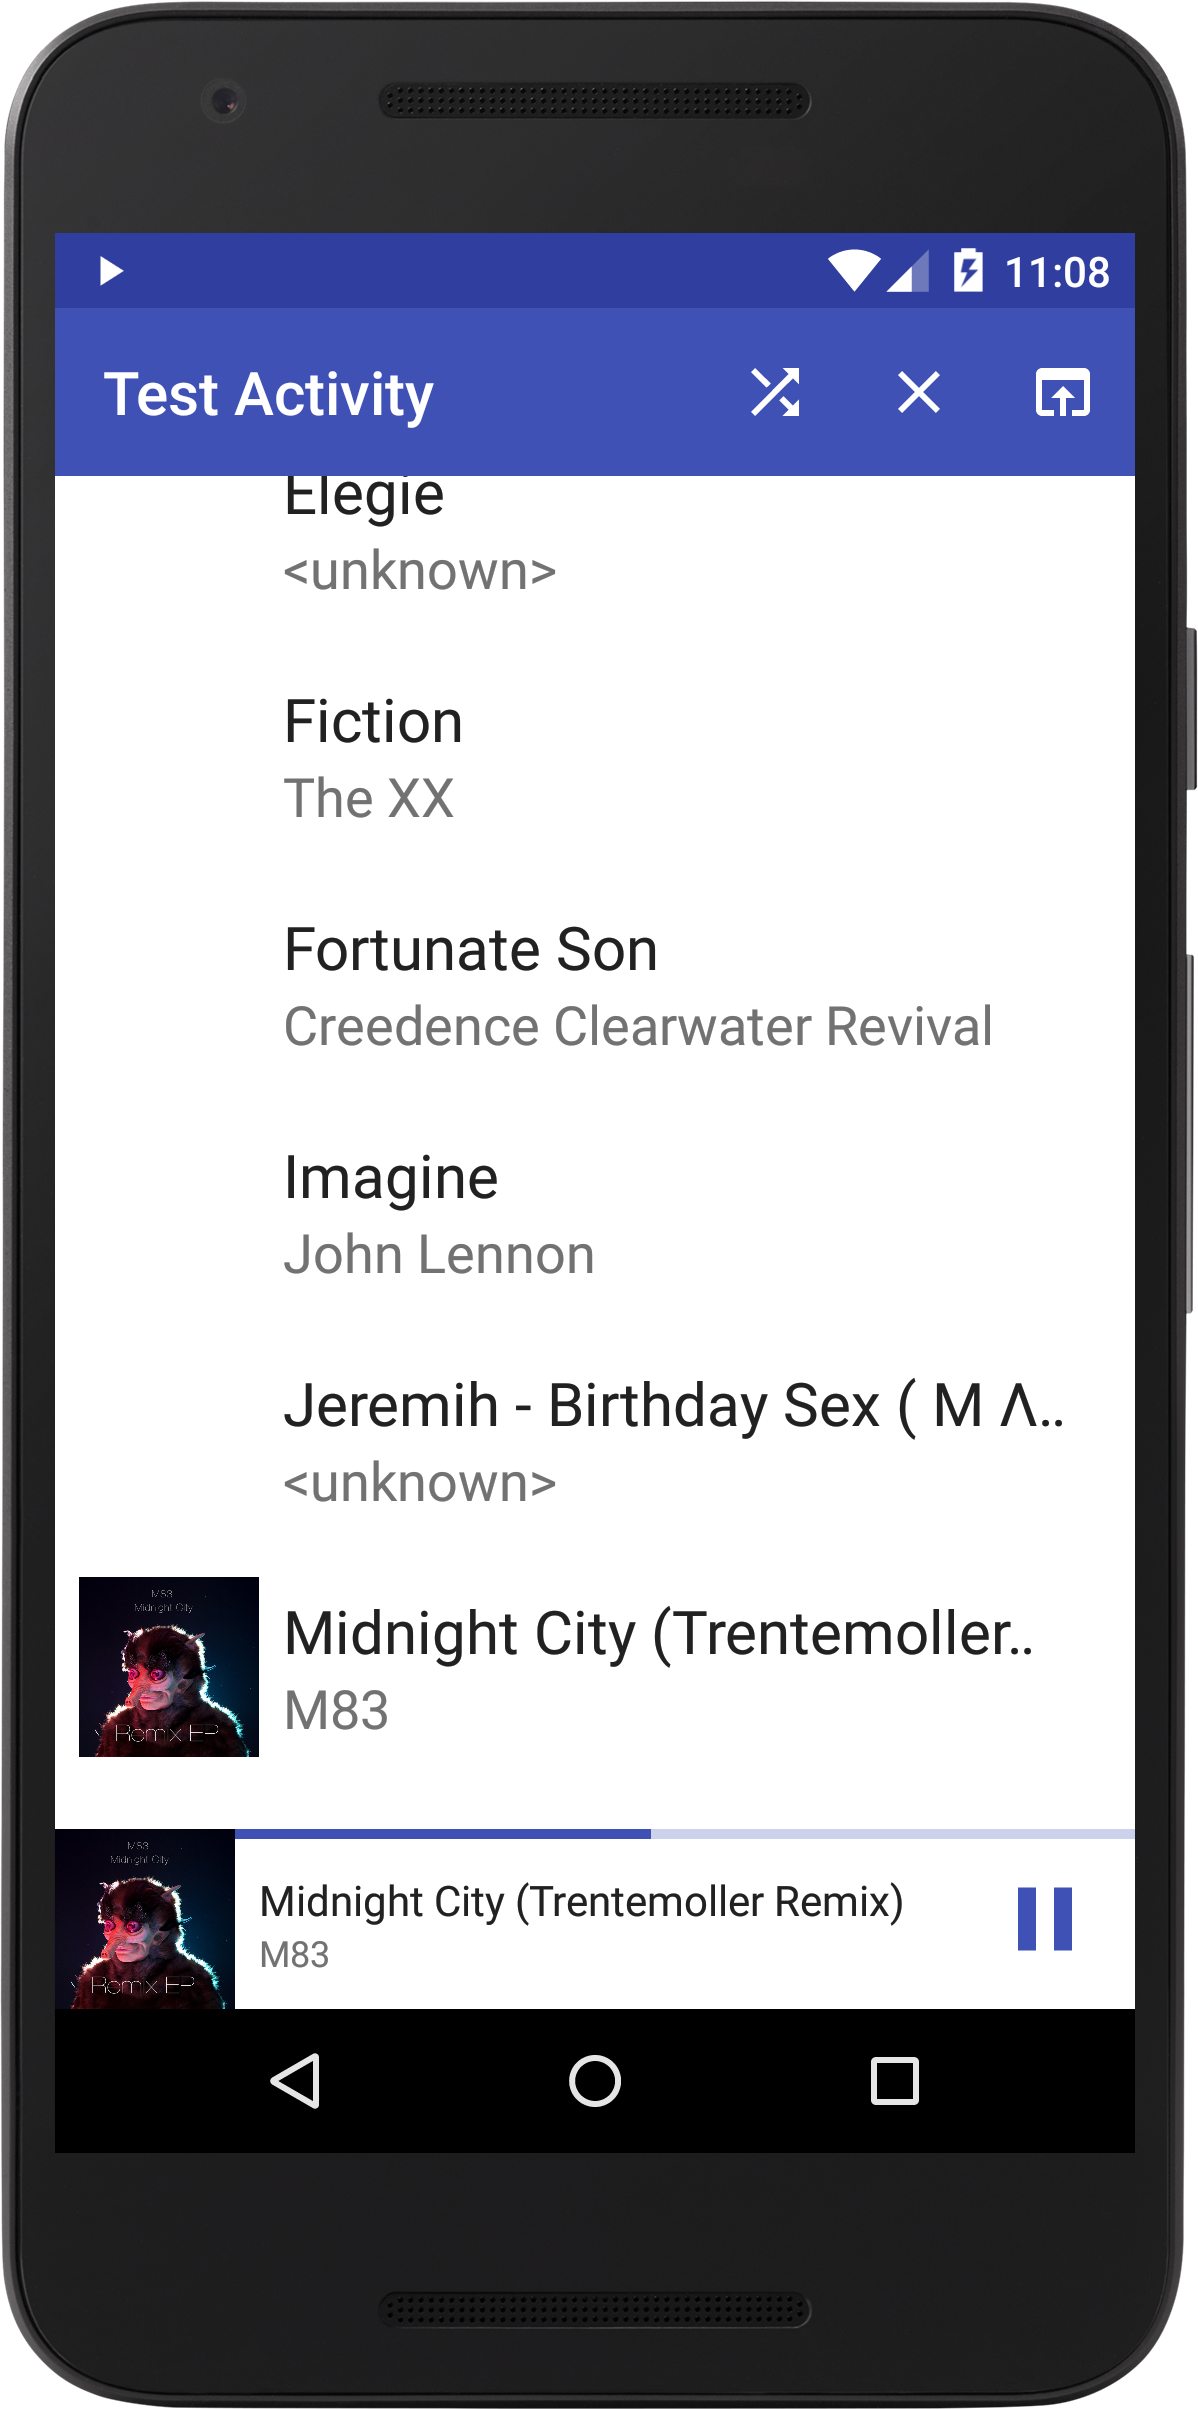 11:08
Test Activity
Elegie
<unknown>
Fiction
The XX
Fortunate Son
Creedence Clearwater Revival
Imagine
John Lennon
Jeremih - Birthday Sex ( M Λ..
<unknown>
M83
Midnight City
Remix EP
Midnight City (Trentemoller..
M83
M83
Midnight City
Remix EP
Midnight City (Trentemoller Remix)
M83